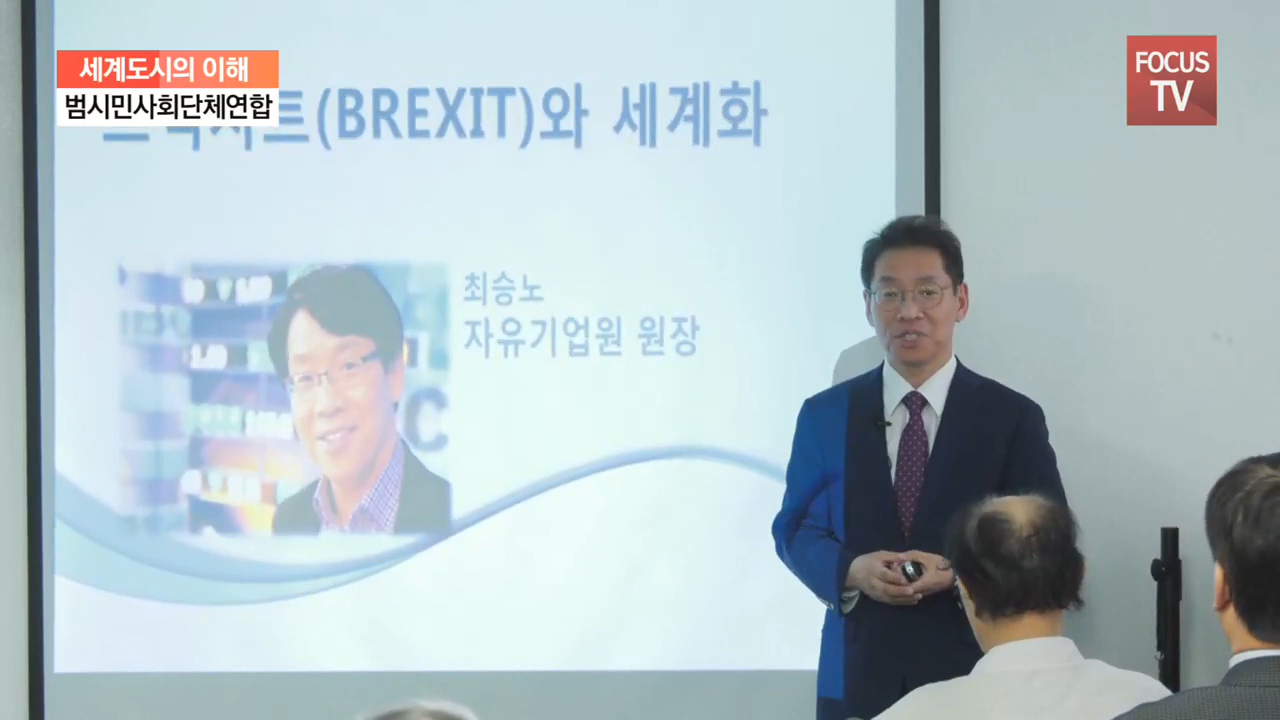 세계도시의 이해
범시민사회단체연합
FOCUS
TV
(BREXIT)와 세계화
최승노
자유기업원 원장
C